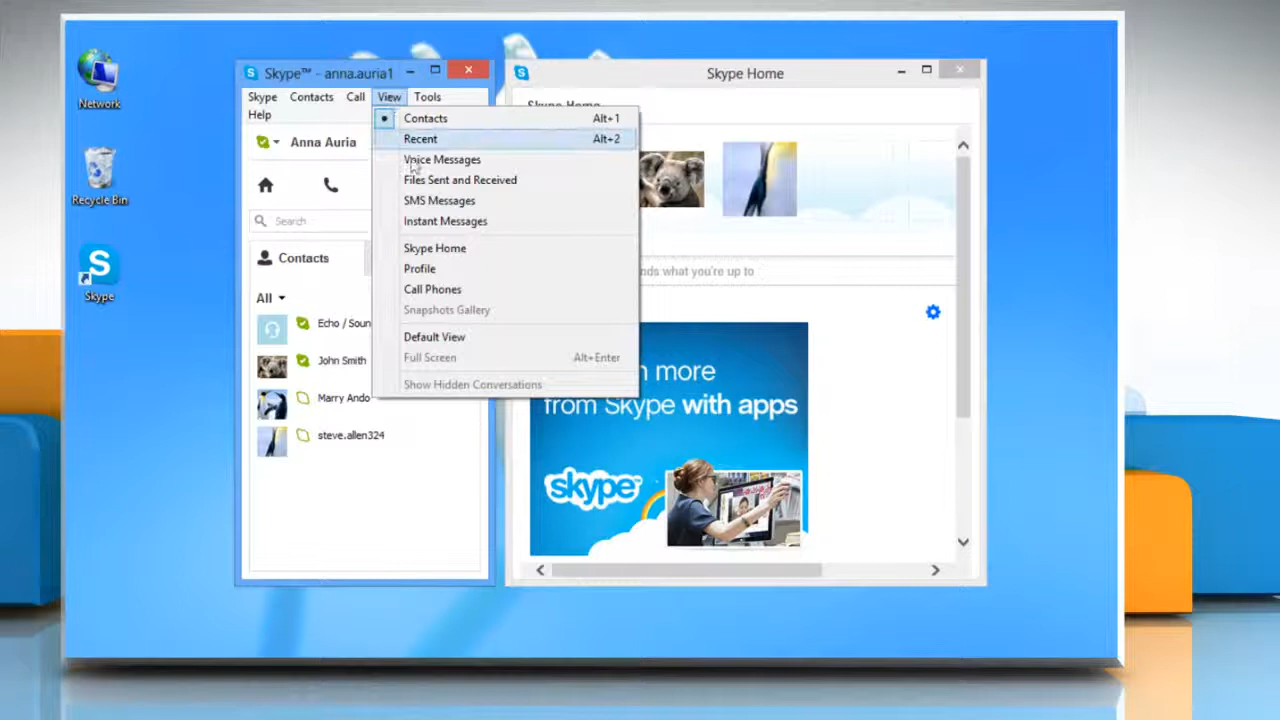 Network
Recycle Bin
Skype
Skype™ - anna.auria1
Skype Contacts Call View Tools
Help
Anna Auria
Search
Contacts
All
Echo / Soun
John Smith
Marry Ando
steve.allen324
Contacts Alt+1
Recent Alt+2
Voice Messages
Files Sent and Received
SMS Messages
Instant Messages
Skype Home
Profile
Call Phones
Snapshots Gallery
Default View
Full Screen Alt+Enter
Show Hidden Conversations
Skype Home
Skype Home
nds what you're up to
n more
from Skype with apps
skype